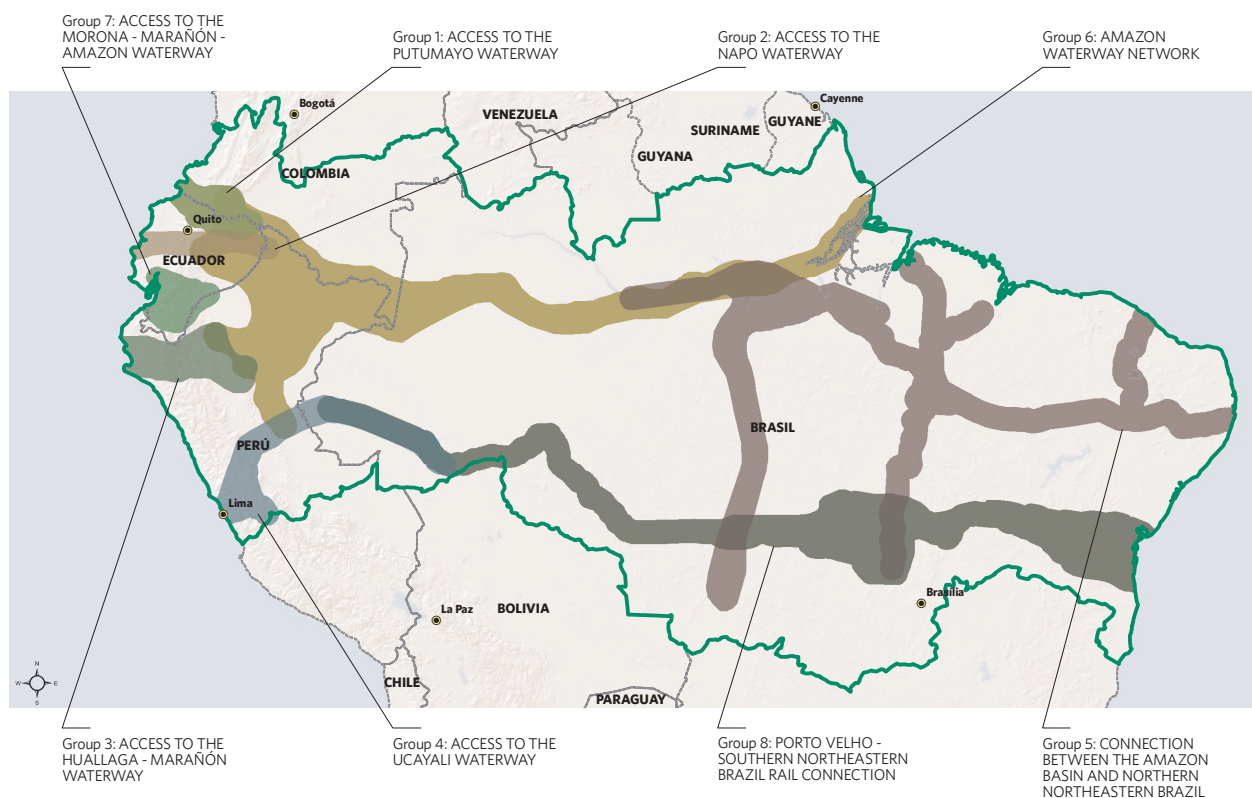 Group 7: ACCESS TO THE
MORONA - MARAÑÓN -
AMAZON WATERWAY
Group 1: ACCESS TO THE
PUTUMAYO WATERWAY
Group 2: ACCESS TO THE
NAPO WATERWAY
Group 6: AMAZON
WATERWAY NETWORK
Bogotá
VENEZUELA
Cayenne
SURINAME
GUYANE
GUYANA
COLOMBIA
Quito
ECUADOR
BRASIL
PERÚ
Lima
Brasília
La Paz
BOLIVIA
CHILE
PARAGUAY
N
W
E
S
Group 3: ACCESS TO THE
HUALLAGA - MARAÑÓN
WATERWAY
Group 4: ACCESS TO THE
UCAYALI WATERWAY
Group 8: PORTO VELHO -
SOUTHERN NORTHEASTERN
BRAZIL RAIL CONNECTION
Group 5: CONNECTION
BETWEEN THE AMAZON
BASIN AND NORTHERN
NORTHEASTERN BRAZIL